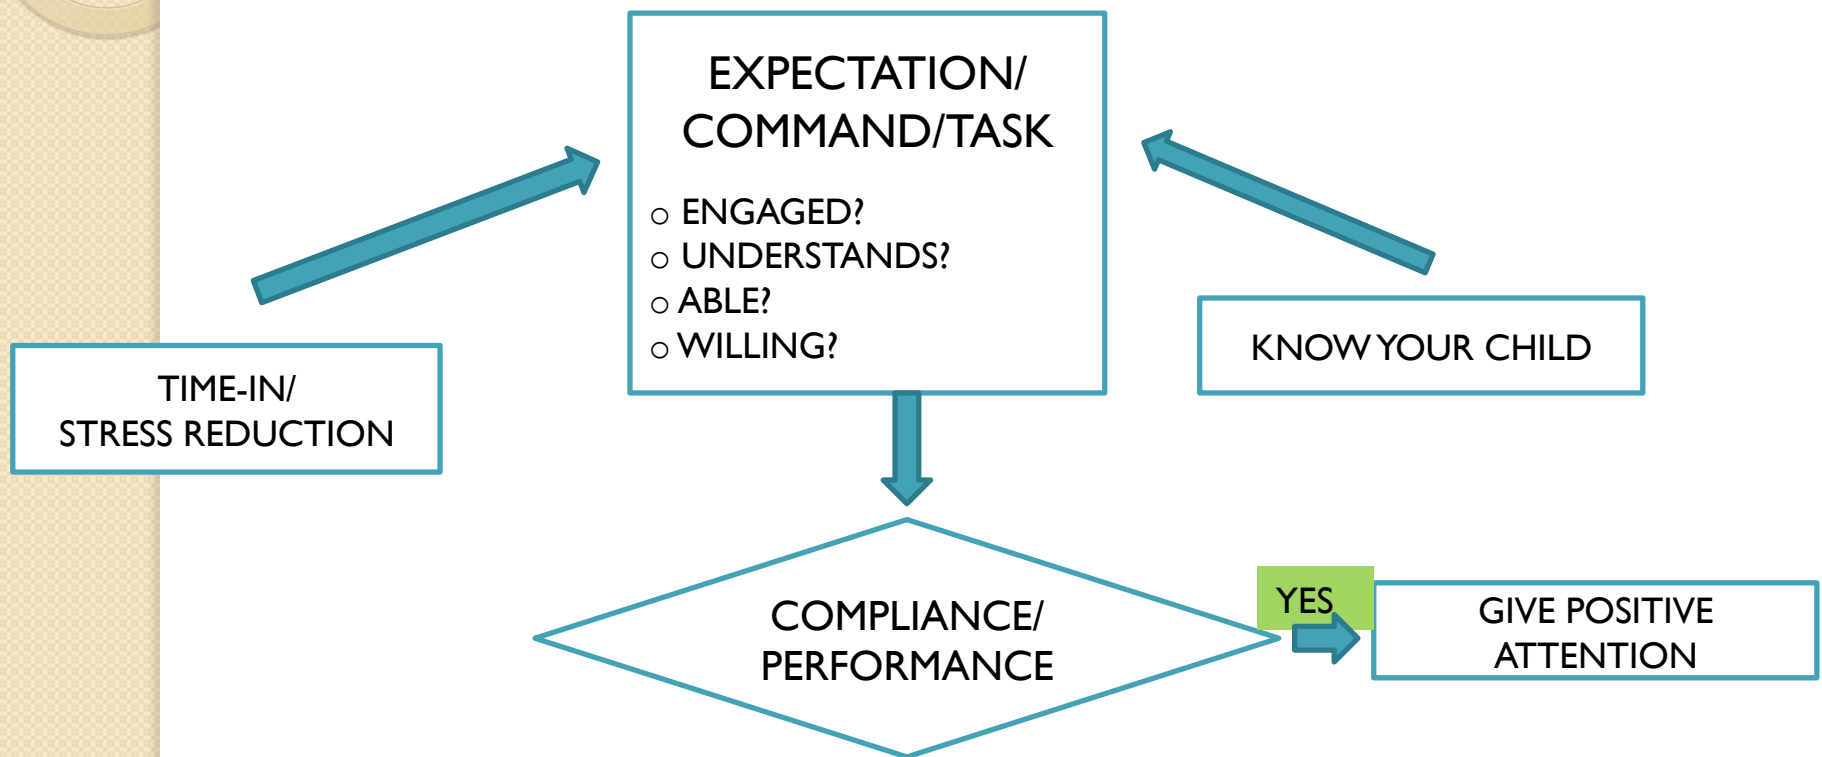 EXPECTATION/
COMMAND/TASK
o ENGAGED?
o UNDERSTANDS?
o ABLE?
o WILLING?
TIME-IN/
STRESS REDUCTION
KNOW YOUR CHILD
COMPLIANCE/
PERFORMANCE
YES
GIVE POSITIVE
ATTENTION